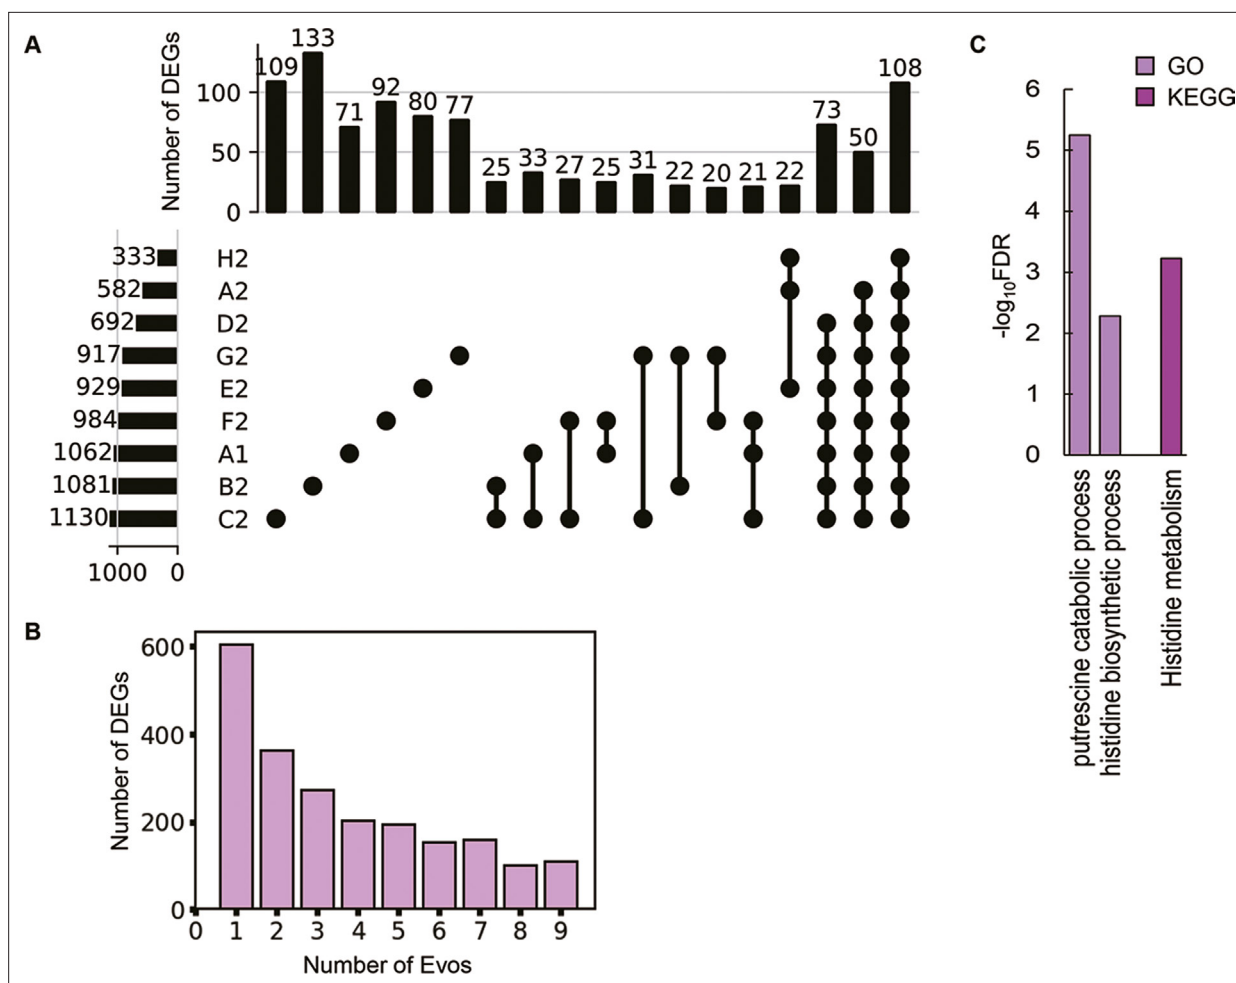 A
Number of DEGs
100
50
0
109
133
71
92
80
77
25
33
27
25
31
22
20
21
22
73
50
108
333 H2
582 A2
692 D2
917 G2
929 E2
984 F2
1062 A1
1081 B2
1130 C2
1000 0
B
Number of DEGs
600
400
200
0
0 1 2 3 4 5 6 7 8 9
Number of Evos
C
GO
KEGG
-log10FDR
6
5
4
3
2
1
0
putrescine catabolic process
histidine biosynthetic process
Histidine metabolism